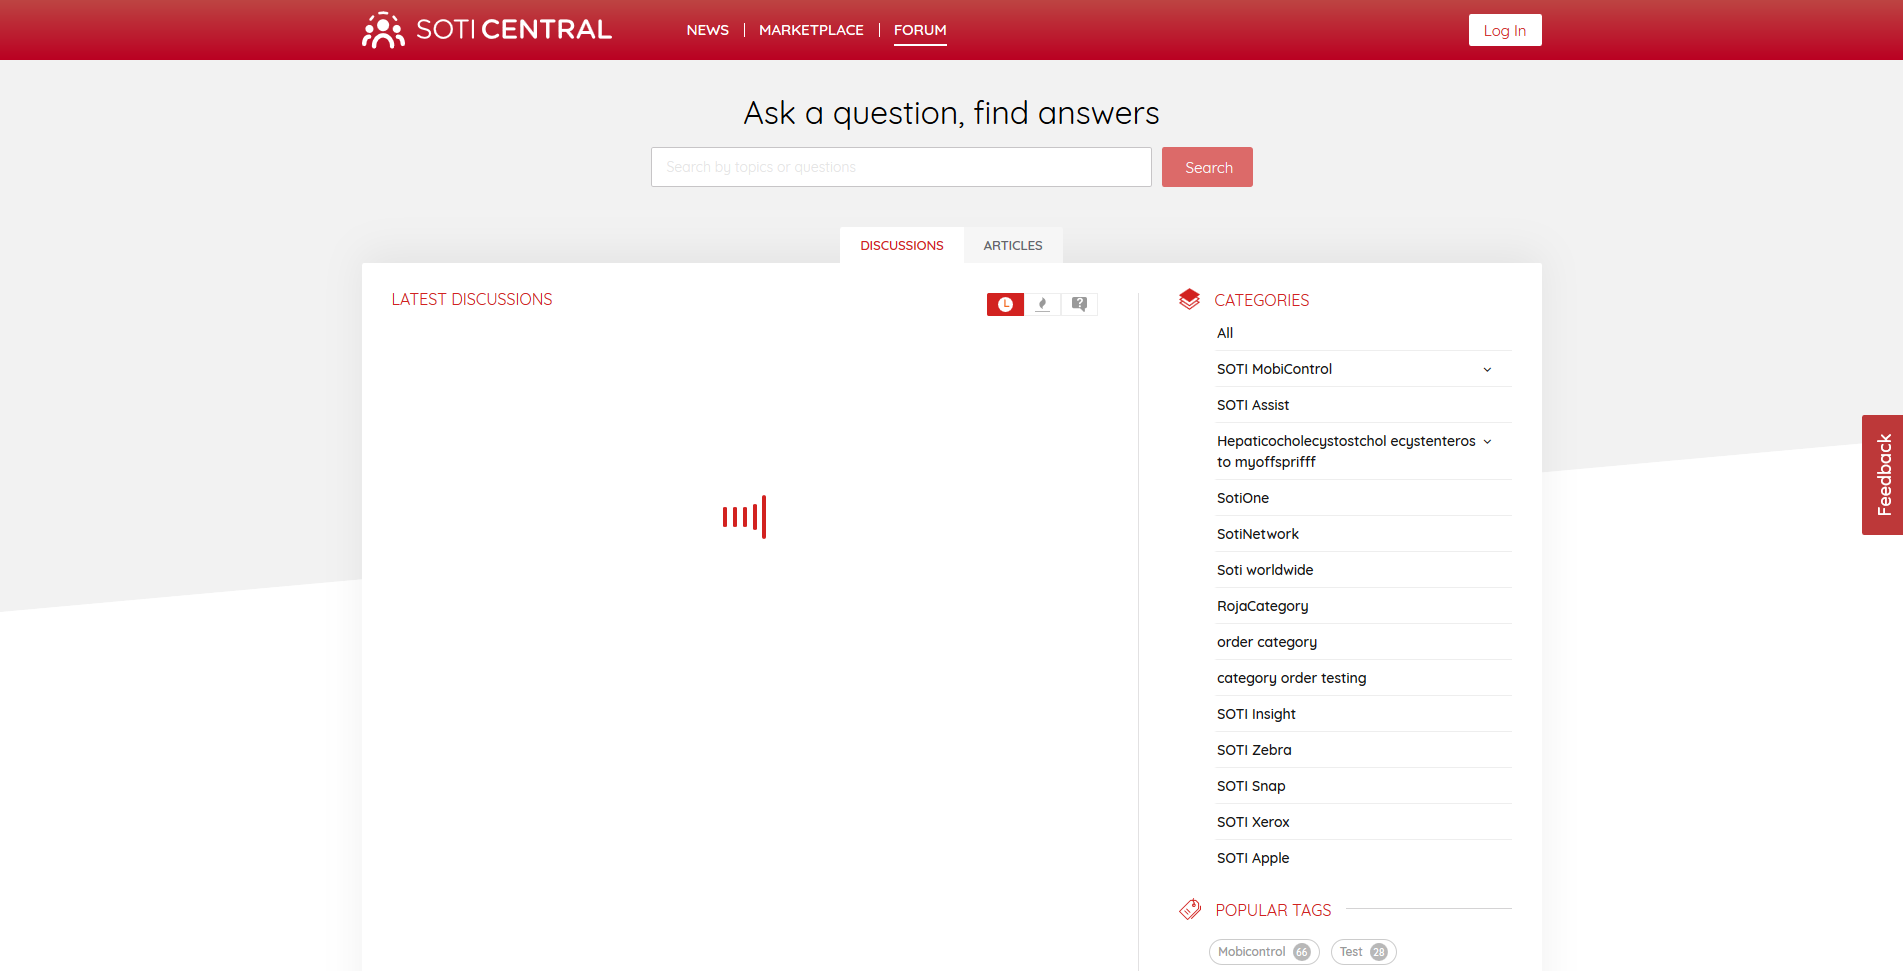 SOTI CENTRAL
NEWS
MARKETPLACE
FORUM
Log In
Ask a question, find answers
Search by topics or questions
Search
DISCUSSIONS
ARTICLES
LATEST DISCUSSIONS
CATEGORIES
All
SOTI MobiControl
SOTI Assist
Hepaticocholecystostchol ecystenteros
to myoffsprifff
SotiOne
SotiNetwork
Soti worldwide
RojaCategory
order category
category order testing
SOTI Insight
SOTI Zebra
SOTI Snap
SOTI Xerox
SOTI Apple
POPULAR TAGS
Mobicontrol 66
Test 28
Feedback